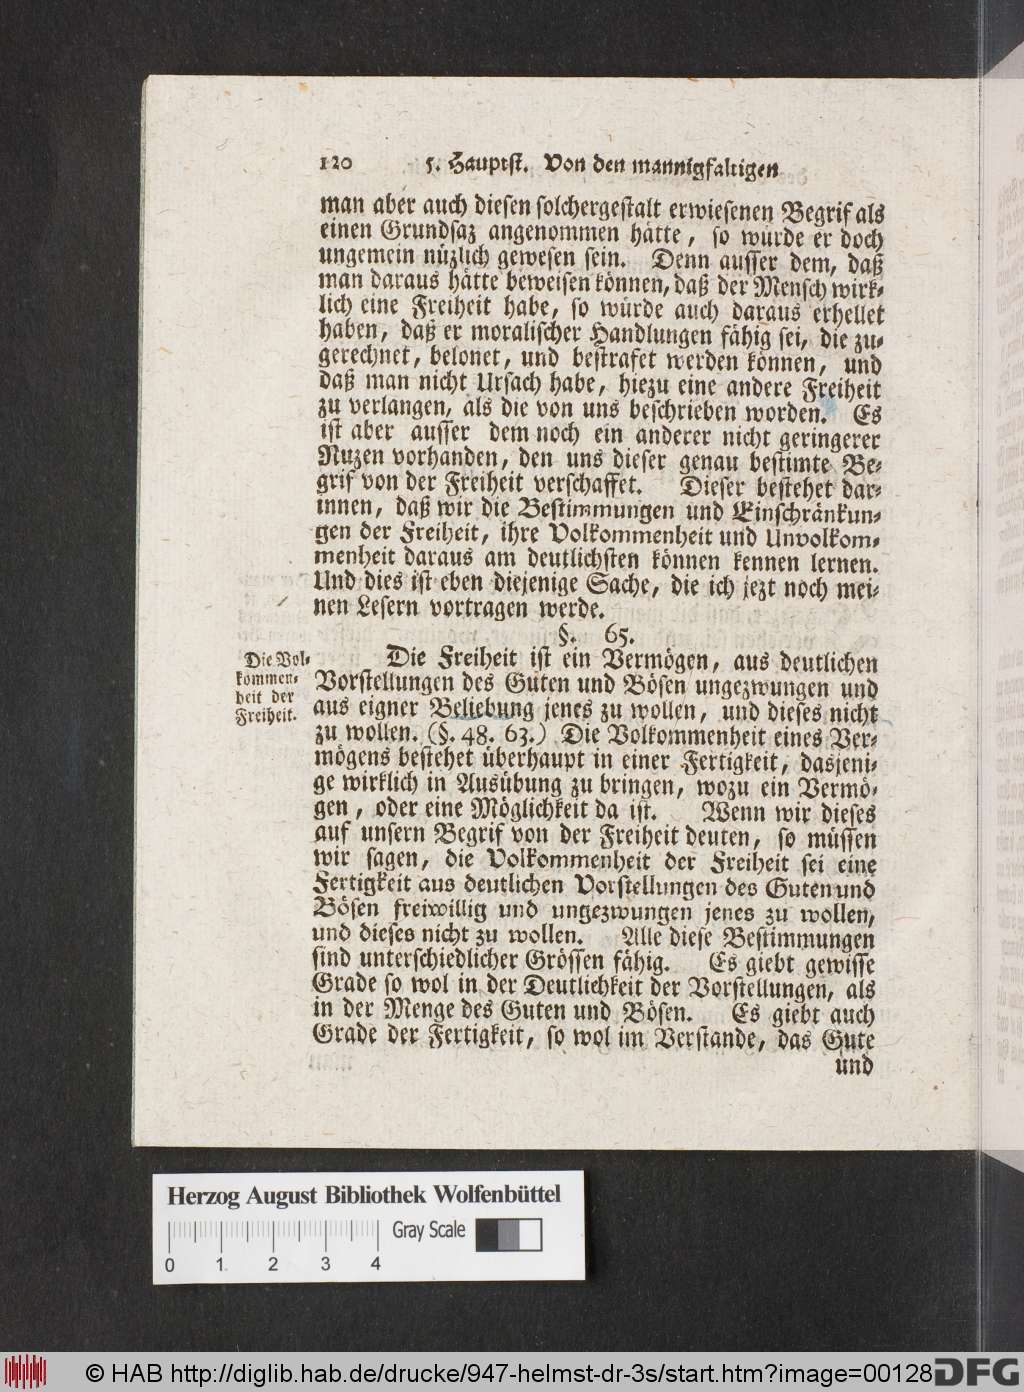 120 5. Hauptst. Von den mannigfaltigen
man aber auch diesen solchergestalt erwiesenen Begrif als
einen Grundsaz angenommen hätte, so würde er doch
ungemein nüzlich gewesen sein. Denn ausser dem, daß
man daraus hätte beweisen können, daß der Mensch wirk-
lich eine Freiheit habe, so würde auch daraus erhellet
haben, daß er moralischer Handlungen fähig sei, die zu-
gerechnet, belonet, und bestrafet werden können, und
daß man nicht Ursach habe, hiezu eine andere Freiheit
zu verlangen, als die von uns beschrieben worden. Es
ist aber ausser dem noch ein anderer nicht geringerer
Nuzen vorhanden, den uns dieser genau bestimte Be-
grif von der Freiheit verschaffet. Dieser bestehet dar-
innen, daß wir die Bestimmungen und Einschränkun-
gen der Freiheit, ihre Volkommenheit und Unvolkom-
menheit daraus am deutlichsten können kennen lernen.
Und dies ist eben diejenige Sache, die ich jezt noch mei-
nen Lesern vortragen werde.
§. 65.
Die Vol-
kommen-
heit der
Freiheit.
Die Freiheit ist ein Vermögen, aus deutlichen
Vorstellungen des Guten und Bösen ungezwungen und
aus eigner Beliebung jenes zu wollen, und dieses nicht
zu wollen. (§. 48. 63.) Die Volkommenheit eines Ver-
mögens bestehet überhaupt in einer Fertigkeit, dasjeni-
ge wirklich in Ausübung zu bringen, wozu ein Vermö-
gen, oder eine Möglichkeit da ist. Wenn wir dieses
auf unsern Begrif von der Freiheit deuten, so müssen
wir sagen, die Volkommenheit der Freiheit sei eine
Fertigkeit aus deutlichen Vorstellungen des Guten und
Bösen freiwillig und ungezwungen jenes zu wollen,
und dieses nicht zu wollen. Alle diese Bestimmungen
sind unterschiedlicher Grössen fähig. Es giebt gewisse
Grade so wol in der Deutlichkeit der Vorstellungen, als
in der Menge des Guten und Bösen. Es giebt auch
Grade der Fertigkeit, so wol im Verstande, das Gute
und
Herzog August Bibliothek Wolfenbüttel
Gray Scale
0 1 2 3 4
© HAB http://diglib.hab.de/drucke/947-helmst-dr-3s/start.htm?image=00128
DFG